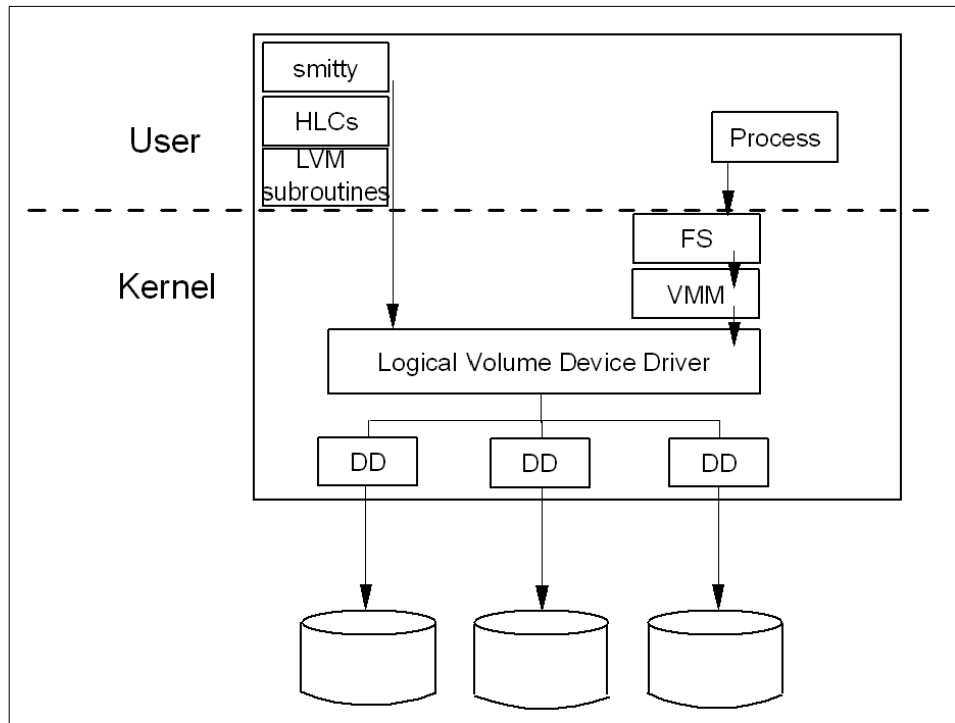 smitty
HLCs
LVM
subroutines
User
Process
Kernel
FS
VMM
Logical Volume Device Driver
DD
DD
DD